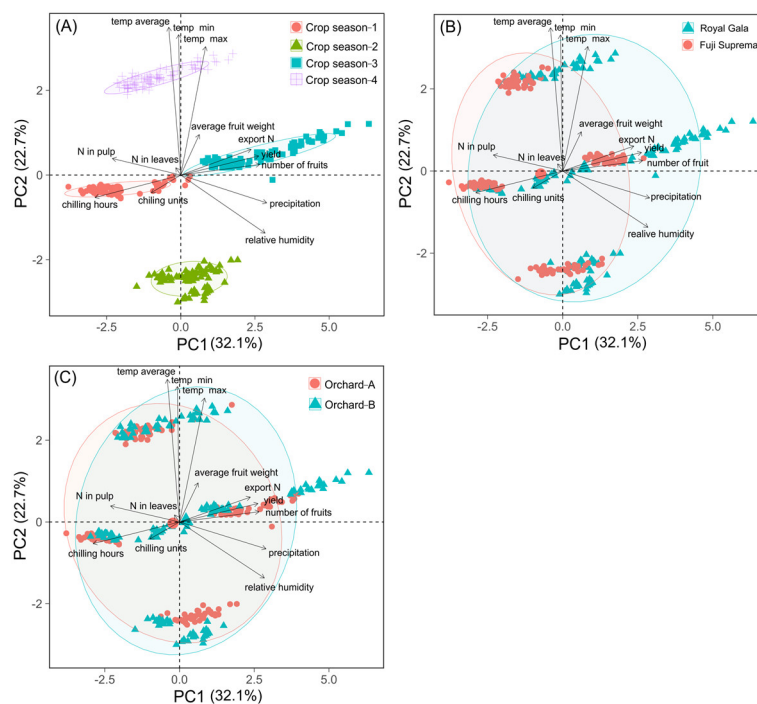 (A)
temp average
temp min
temp max
Crop season-1
Crop season-2
Crop season-3
Crop season-4
average fruit weight
export N
yield
number of fruits
N in pulp
N in leaves
chilling hours
chilling units
precipitation
relative humidity
PC2 (22.7%)
2
0
-2
-2.5
0.0
2.5
5.0
PC1 (32.1%)
(B)
temp average
temp min
temp max
Royal Gala
Fuji Suprema
average fruit weight
export N
yield
number of fruit
N in pulp
N in leaves
chilling hours
chilling units
precipitation
realive humidity
PC2 (22.7%)
2
0
-2
-2.5
0.0
2.5
5.0
PC1 (32.1%)
(C)
temp average
temp min
temp max
Orchard-A
Orchard-B
average fruit weight
export N
yield
number of fruits
N in pulp
N in leaves
chilling hours
chilling units
precipitation
relative humidity
PC2 (22.7%)
2
0
-2
-2.5
0.0
2.5
5.0
PC1 (32.1%)